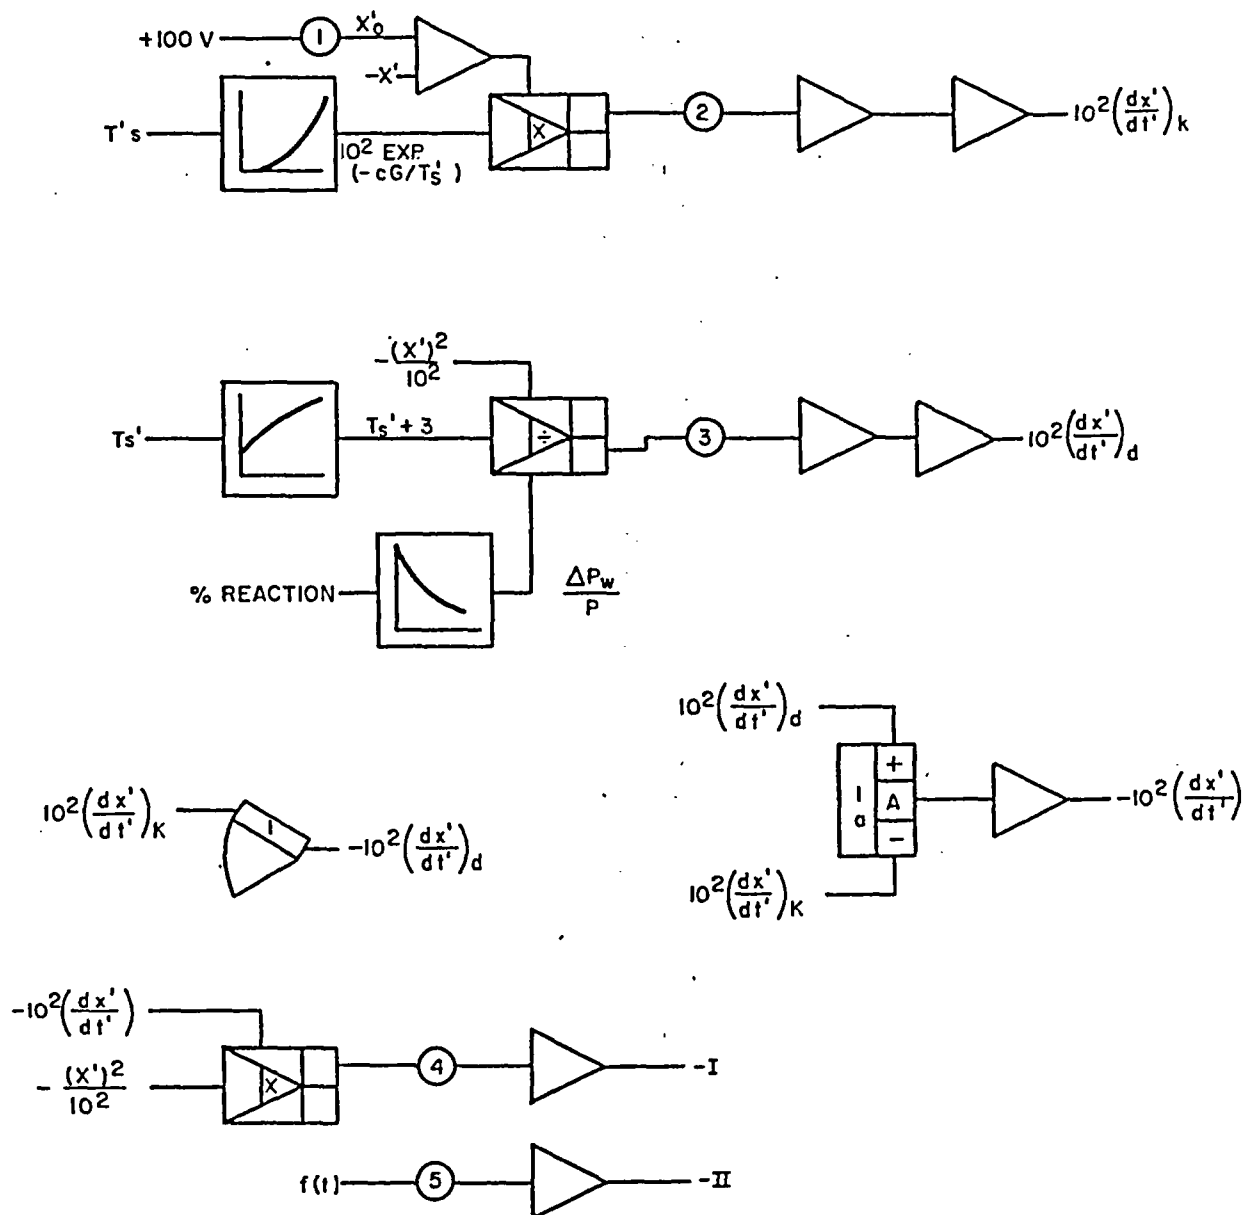 +100 V
1
X'₀
-X'
T's
10² EXP.
(-cG/Ts')
X
2
10²(dx'/dt')k
-(X')²/10²
Ts'
Ts'+3
÷
3
10²(dx'/dt')d
% REACTION
ΔPw/P
10²(dx'/dt')d
+
1
a
A
-
10²(dx'/dt')K
-10²(dx'/dt')
10²(dx'/dt')K
1
-10²(dx'/dt')d
-10²(dx'/dt')
-(X')²/10²
X
4
-I
f(t)
5
-II